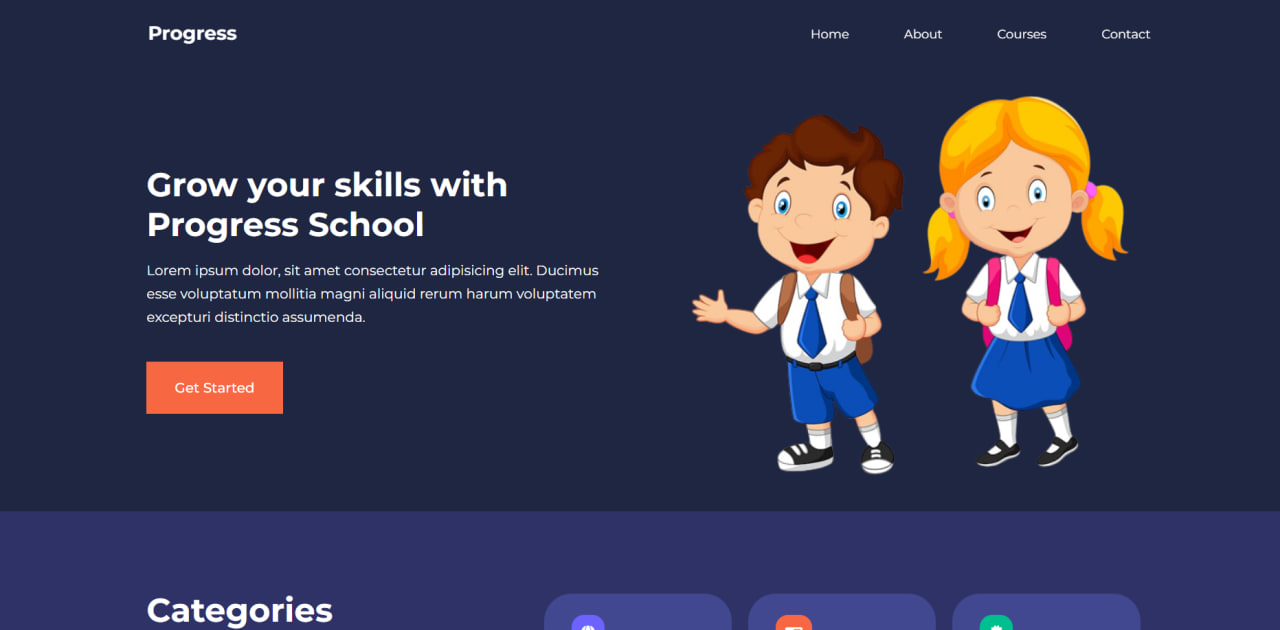 Progress
Home About Courses Contact
Grow your skills with
Progress School
Lorem ipsum dolor, sit amet consectetur adipisicing elit. Ducimus
esse voluptatum mollitia magni aliquid rerum harum voluptatem
excepturi distinctio assumenda.
Get Started
Categories